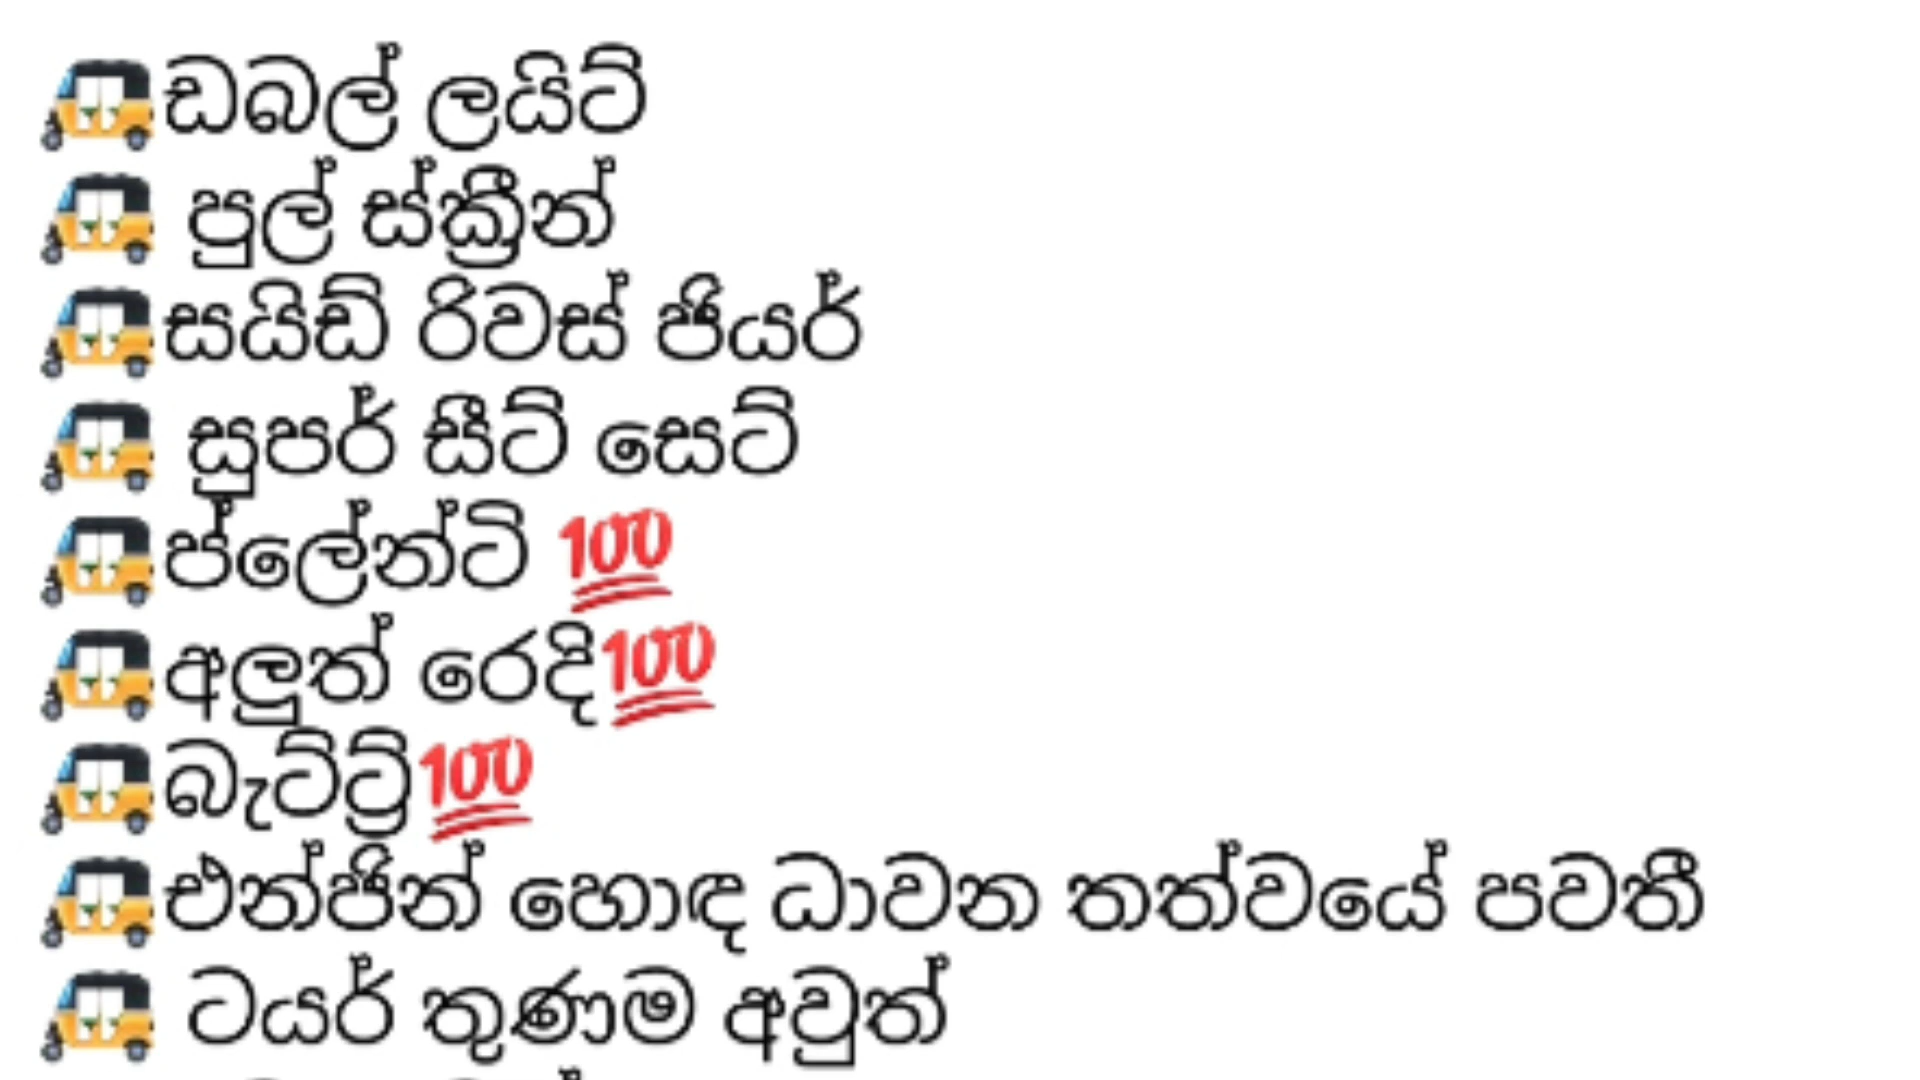 🛺ඩබල් ලයිට්
🛺 පුල් ස්ක්‍රීන්
🛺සයිඩ් රිවස් ජියර්
🛺 සුපර් සීට් සෙට්
🛺ප්ලේන්ටි 💯
🛺අලුත් රෙදි💯
🛺බැට්ට්‍ර්💯
🛺එන්ජින් හොඳ ධාවන තත්වයේ පවතී
🛺 ටයර් තුණම අවුත්